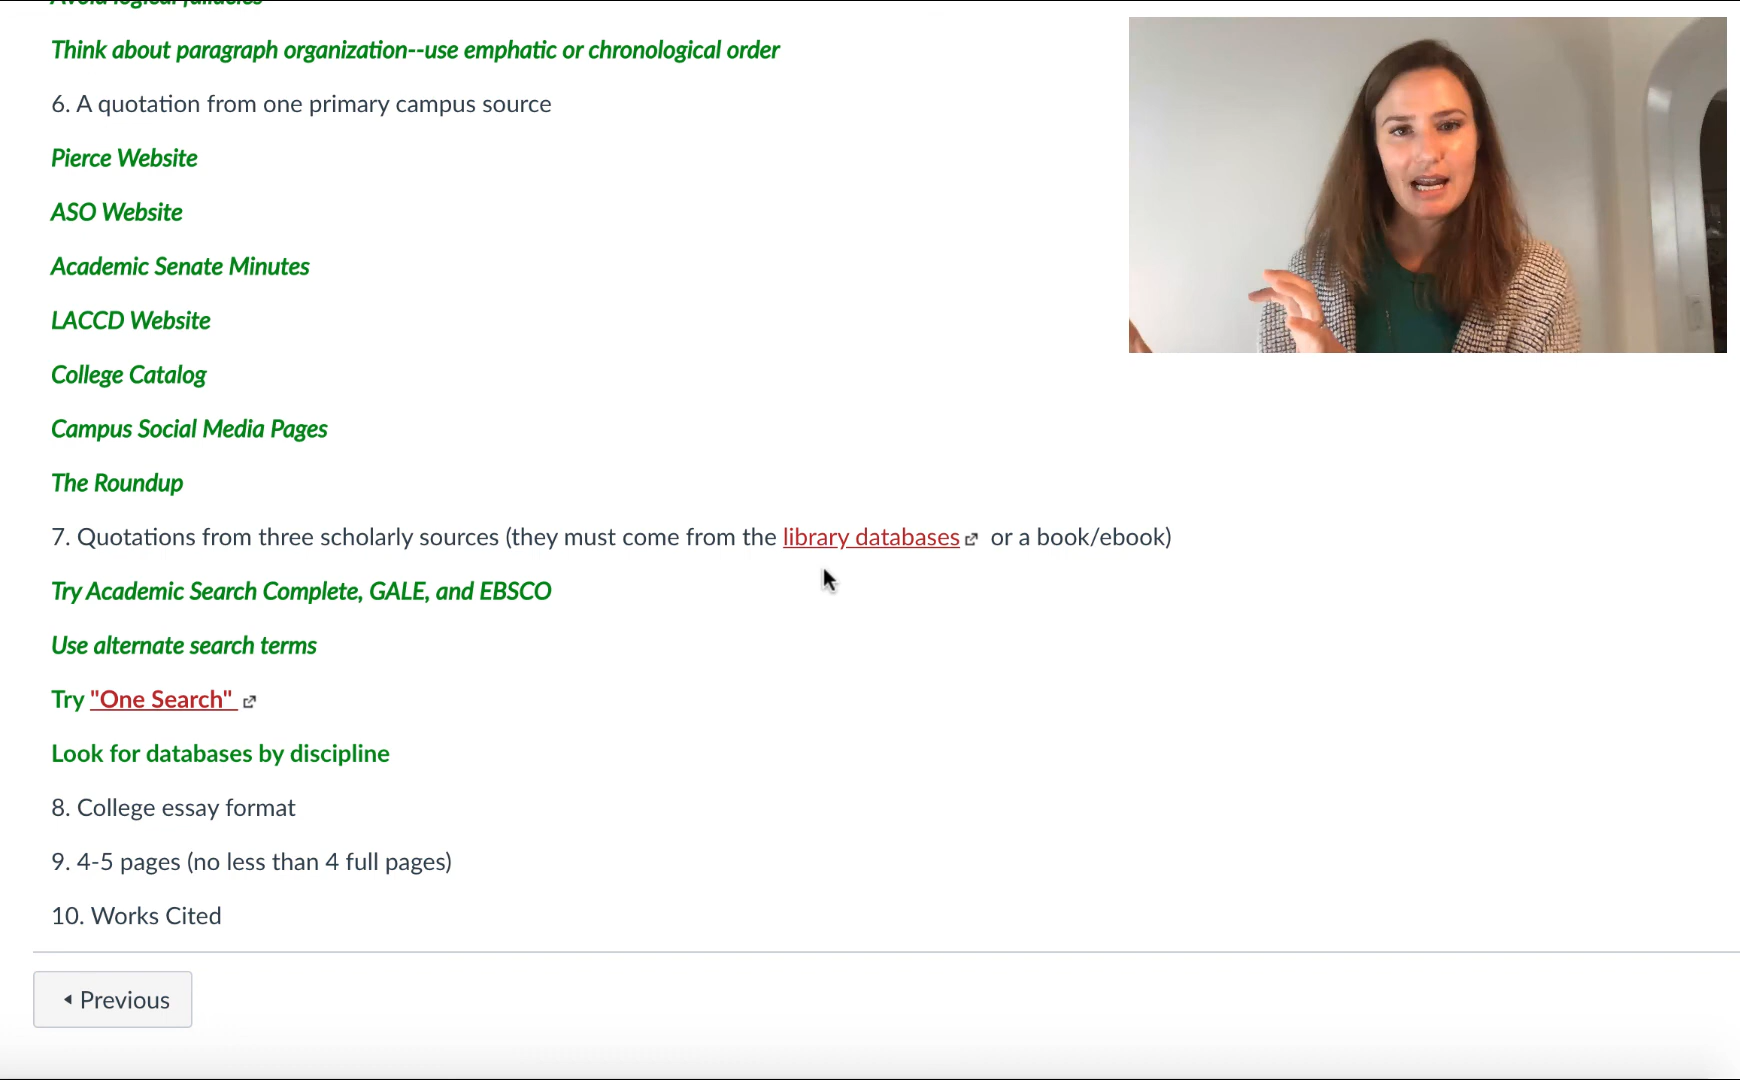 Avoid logical fallacies
Think about paragraph organization--use emphatic or chronological order
6. A quotation from one primary campus source
Pierce Website
ASO Website
Academic Senate Minutes
LACCD Website
College Catalog
Campus Social Media Pages
The Roundup
7. Quotations from three scholarly sources (they must come from the library databases or a book/ebook)
Try Academic Search Complete, GALE, and EBSCO
Use alternate search terms
Try "One Search"
Look for databases by discipline
8. College essay format
9. 4-5 pages (no less than 4 full pages)
10. Works Cited
Previous